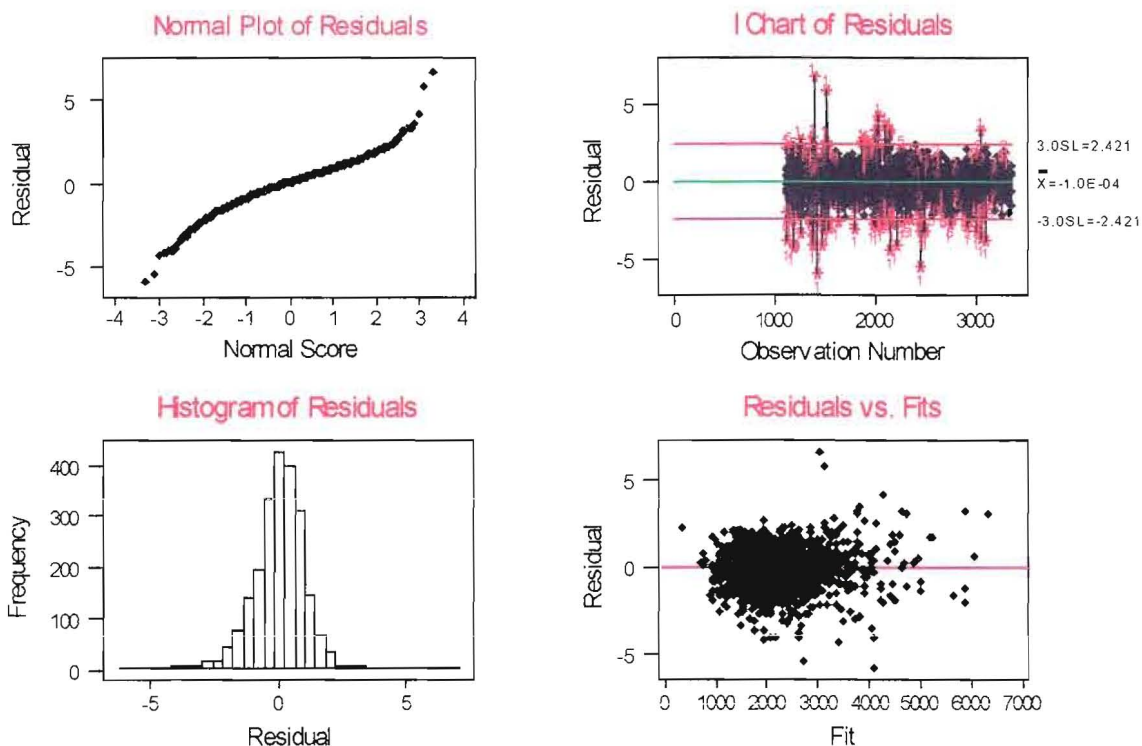 Normal Plot of Residuals
Residual
5
0
-5
-4 -3 -2 -1 0 1 2 3 4
Normal Score
I Chart of Residuals
Residual
5
0
-5
3.0SL=2.421
X=-1.0E-04
-3.0SL=-2.421
0 1000 2000 3000
Observation Number
Histogram of Residuals
Frequency
400
300
200
100
0
-5 0 5
Residual
Residuals vs. Fits
Residual
5
0
-5
0 1000 2000 3000 4000 5000 6000 7000
Fit